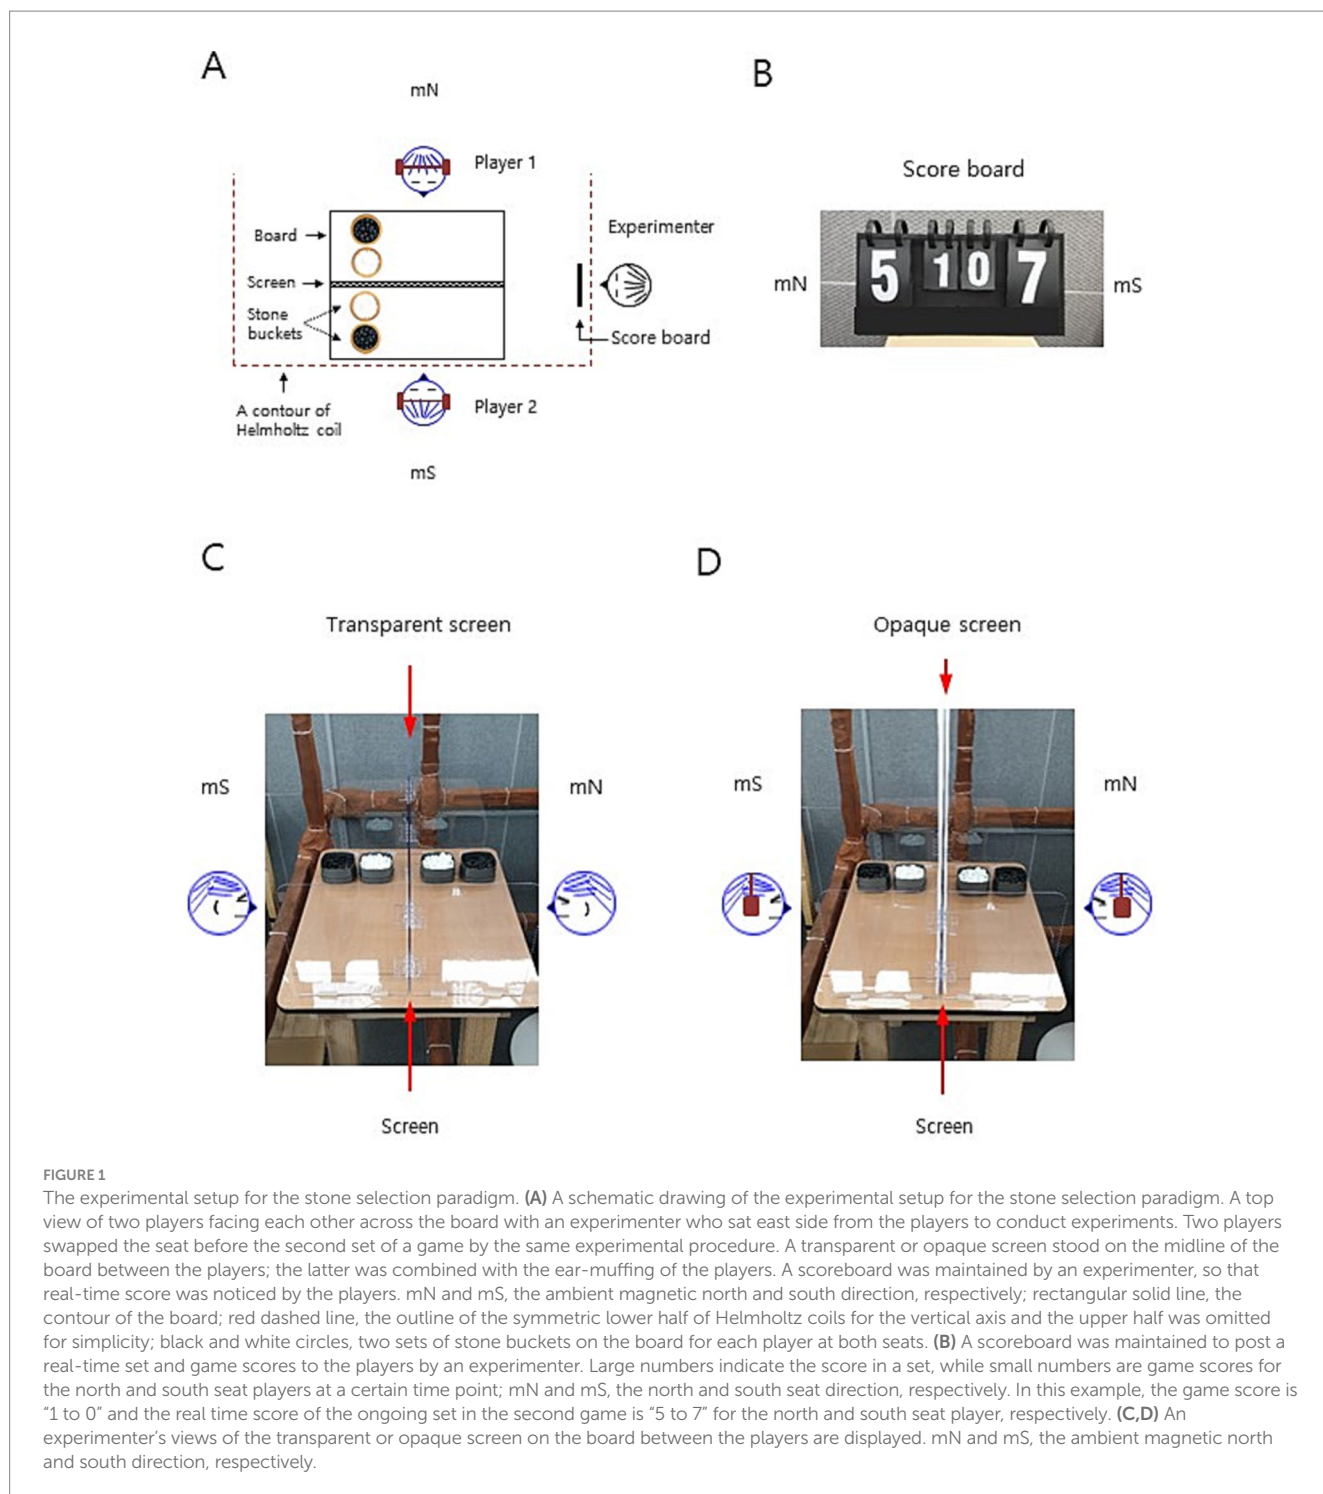 A
mN
Player 1
Board
Screen
Stone
buckets
Experimenter
Score board
A contour of
Helmholtz coil
Player 2
mS
B
Score board
mN
5 1 0 7
mS
C
Transparent screen
mS
mN
Screen
D
Opaque screen
mS
mN
Screen
FIGURE 1
The experimental setup for the stone selection paradigm. (A) A schematic drawing of the experimental setup for the stone selection paradigm. A top
view of two players facing each other across the board with an experimenter who sat east side from the players to conduct experiments. Two players
swapped the seat before the second set of a game by the same experimental procedure. A transparent or opaque screen stood on the midline of the
board between the players; the latter was combined with the ear-muffing of the players. A scoreboard was maintained by an experimenter, so that
real-time score was noticed by the players. mN and mS, the ambient magnetic north and south direction, respectively; rectangular solid line, the
contour of the board; red dashed line, the outline of the symmetric lower half of Helmholtz coils for the vertical axis and the upper half was omitted
for simplicity; black and white circles, two sets of stone buckets on the board for each player at both seats. (B) A scoreboard was maintained to post a
real-time set and game scores to the players by an experimenter. Large numbers indicate the score in a set, while small numbers are game scores for
the north and south seat players at a certain time point; mN and mS, the north and south seat direction, respectively. In this example, the game score is
“1 to 0” and the real time score of the ongoing set in the second game is “5 to 7” for the north and south seat player, respectively. (C,D) An
experimenter’s views of the transparent or opaque screen on the board between the players are displayed. mN and mS, the ambient magnetic north
and south direction, respectively.